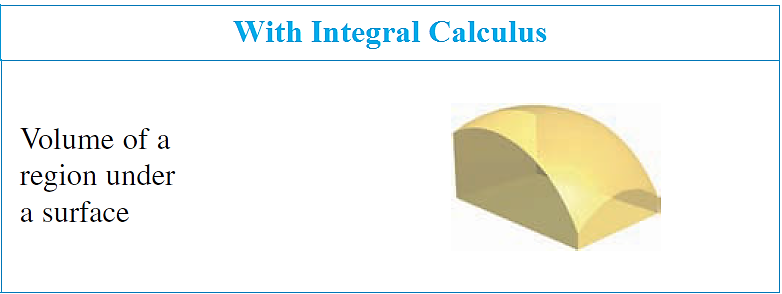 With Integral Calculus
Volume of a
region under
a surface